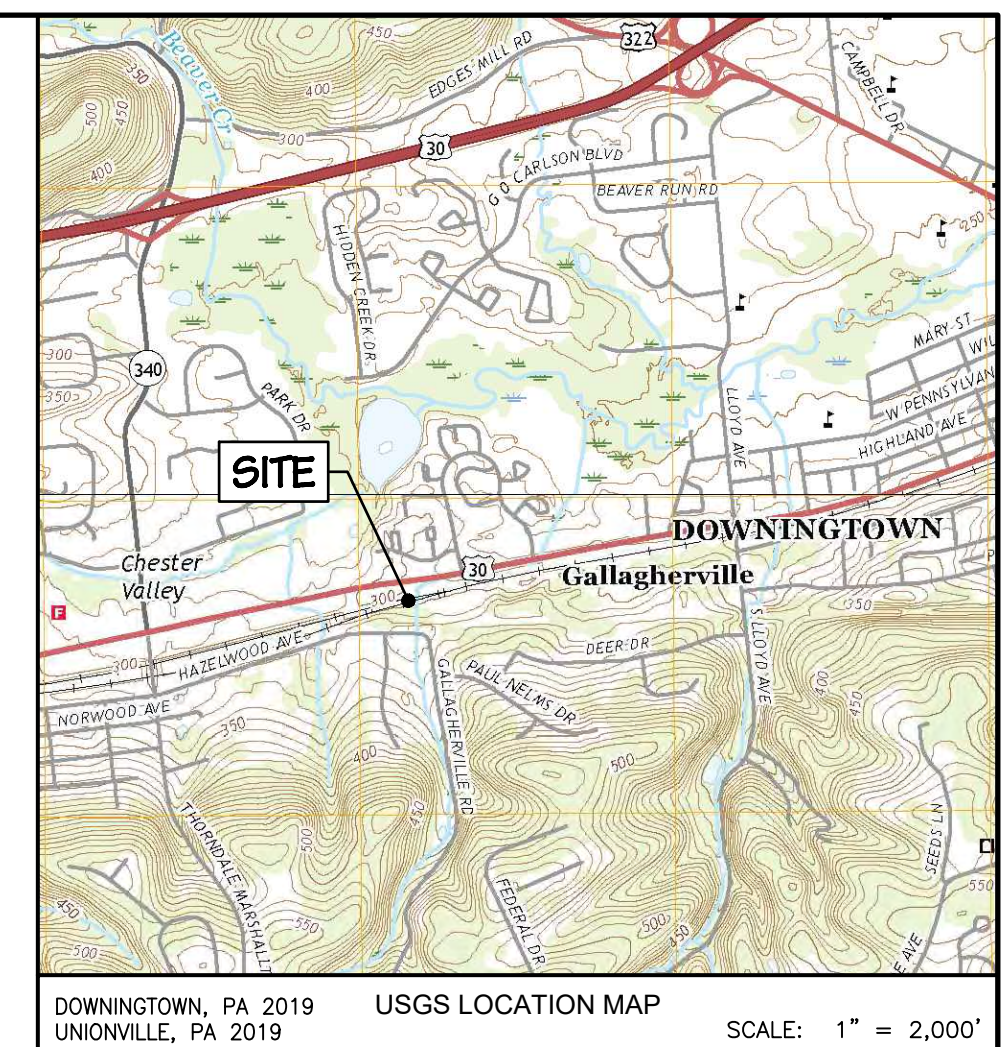 Beaver Cr
450
EDGES MILL RD
322
CAMPBELL DR
350
400
500
450
300
30
400
G O CARLSON BLVD
BEAVER RUN RD
250
HIDDEN CREEK DR
MARY ST
300
340
350
PARK DR
LLOYD AVE
W PENNSYLVAN
HIGHLAND AVE
SITE
DOWNINGTOWN
Chester
Valley
30
Gallagherville
F
300
350
HAZELWOOD AVE
300
DEER DR
S LLOYD AVE
NORWOOD AVE
GALLAGHERVILLE RD
PAUL NELMS DR
400
450
350
400
500
THORNDALE MARSHALLT
500
450
SEEDS LN
FEDERAL DR
550
450
550
500
450
500
E AVE
DOWNINGTOWN, PA 2019
UNIONVILLE, PA 2019
USGS LOCATION MAP
SCALE: 1" = 2,000'